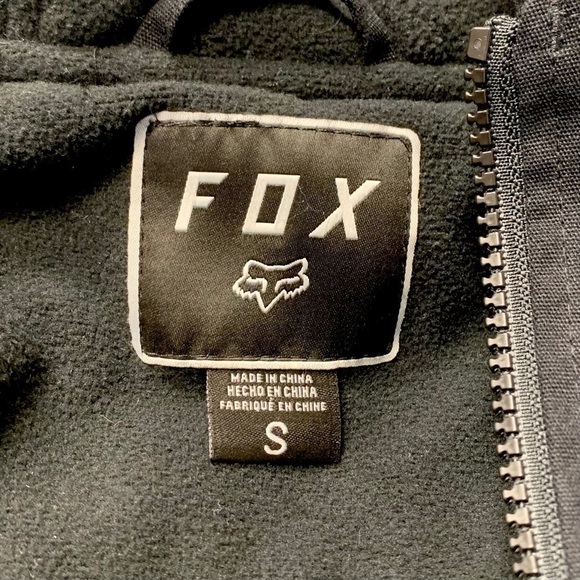 FOX
MADE IN CHINA
HECHO EN CHINA
FABRIQUÉ EN CHINE
S